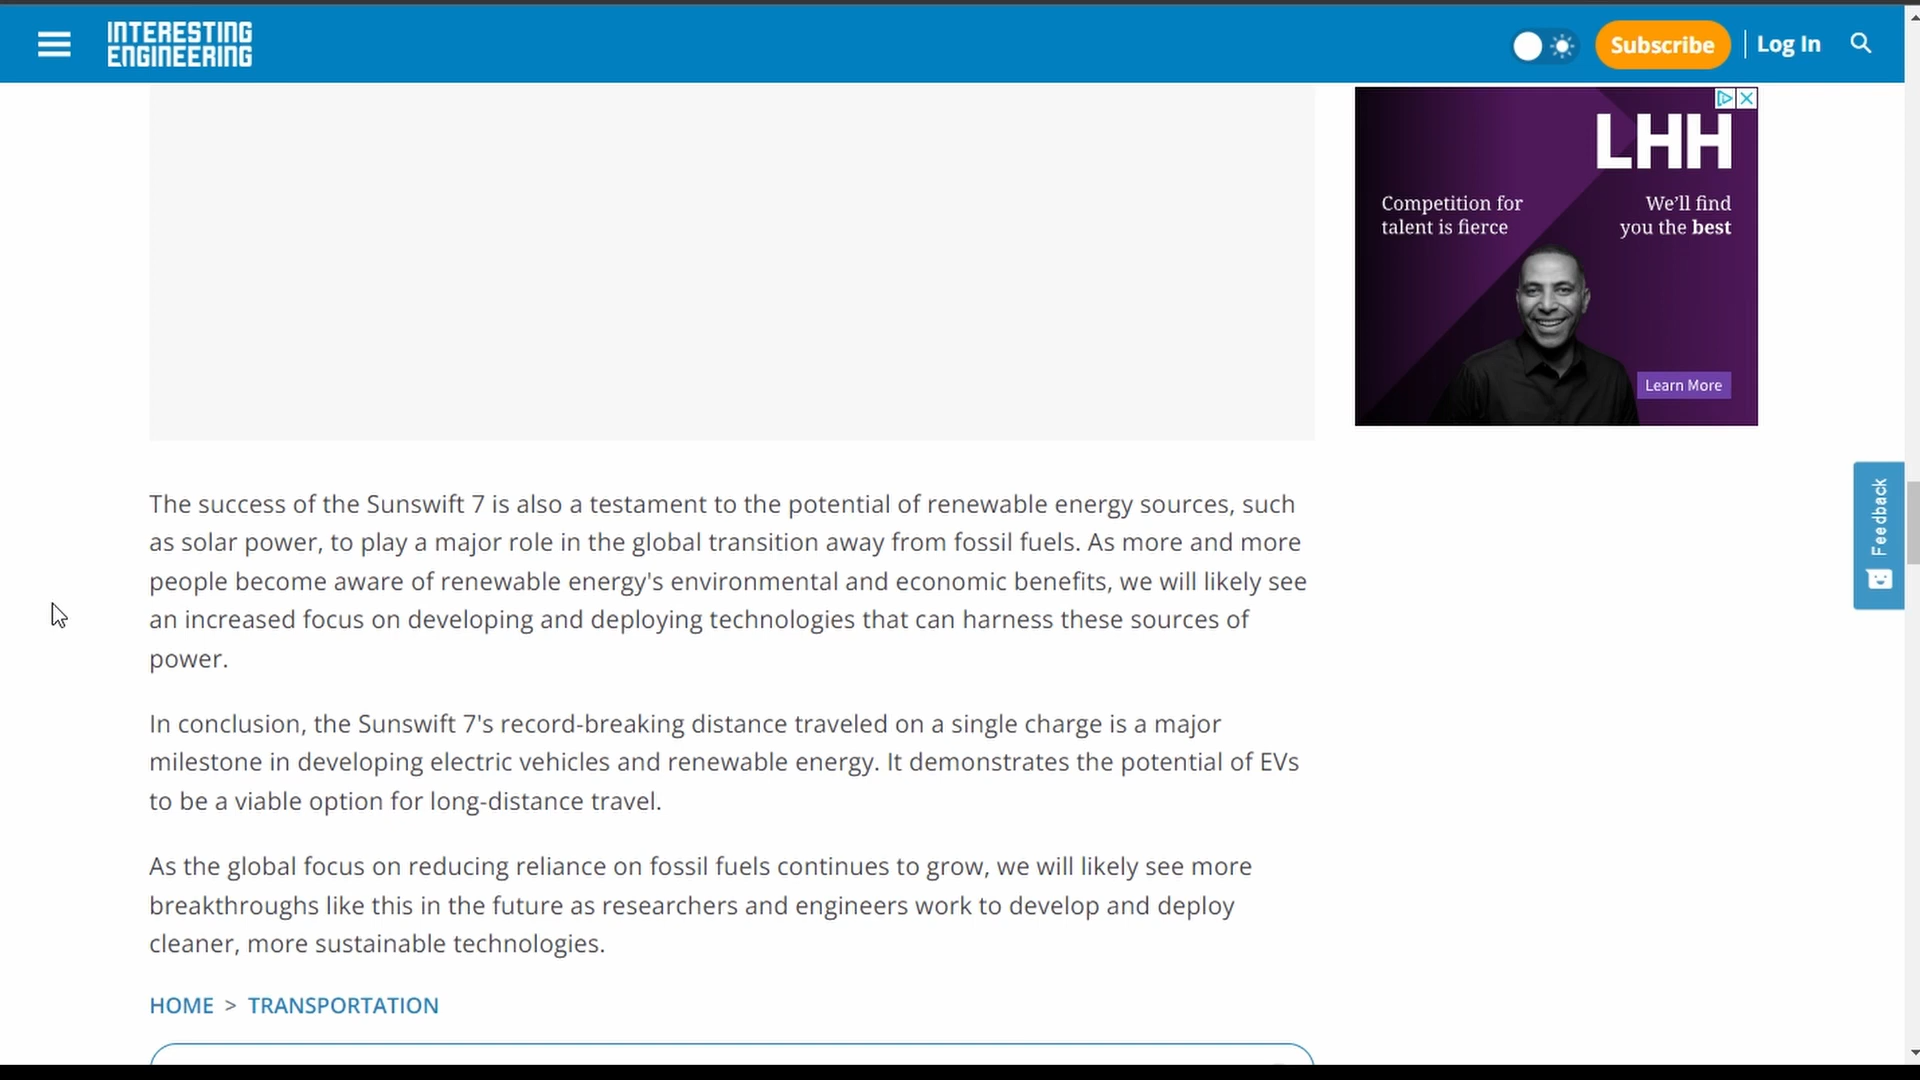 INTERESTING
ENGINEERING
Subscribe
Log In
LHH
Competition for
talent is fierce
We'll find
you the best
Learn More
Feedback
The success of the Sunswift 7 is also a testament to the potential of renewable energy sources, such
as solar power, to play a major role in the global transition away from fossil fuels. As more and more
people become aware of renewable energy's environmental and economic benefits, we will likely see
an increased focus on developing and deploying technologies that can harness these sources of
power.
In conclusion, the Sunswift 7's record-breaking distance traveled on a single charge is a major
milestone in developing electric vehicles and renewable energy. It demonstrates the potential of EVs
to be a viable option for long-distance travel.
As the global focus on reducing reliance on fossil fuels continues to grow, we will likely see more
breakthroughs like this in the future as researchers and engineers work to develop and deploy
cleaner, more sustainable technologies.
HOME > TRANSPORTATION